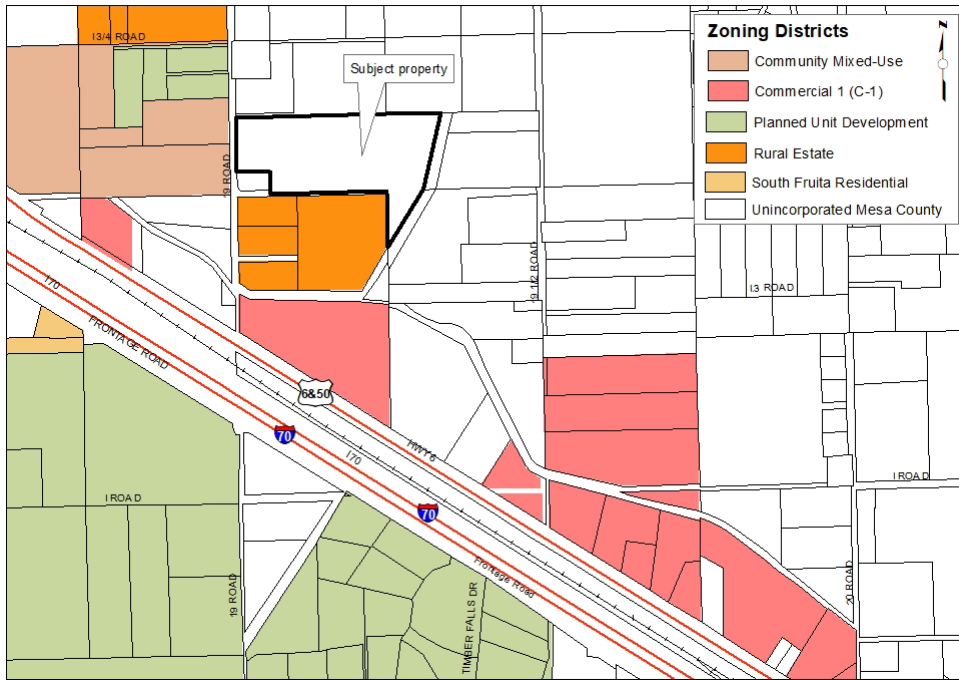 I3/4 ROAD
Subject property
Zoning Districts
Community Mixed-Use
Commercial 1 (C-1)
Planned Unit Development
Rural Estate
South Fruita Residential
Unincorporated Mesa County
N
19 ROAD
19 1/2 ROAD
I3 ROAD
I70
FRONTAGE ROAD
6&50
70
I70
HWY 6
70
I ROAD
I ROAD
Frontage Road
19 ROAD
TIMBER FALLS DR
20 ROAD